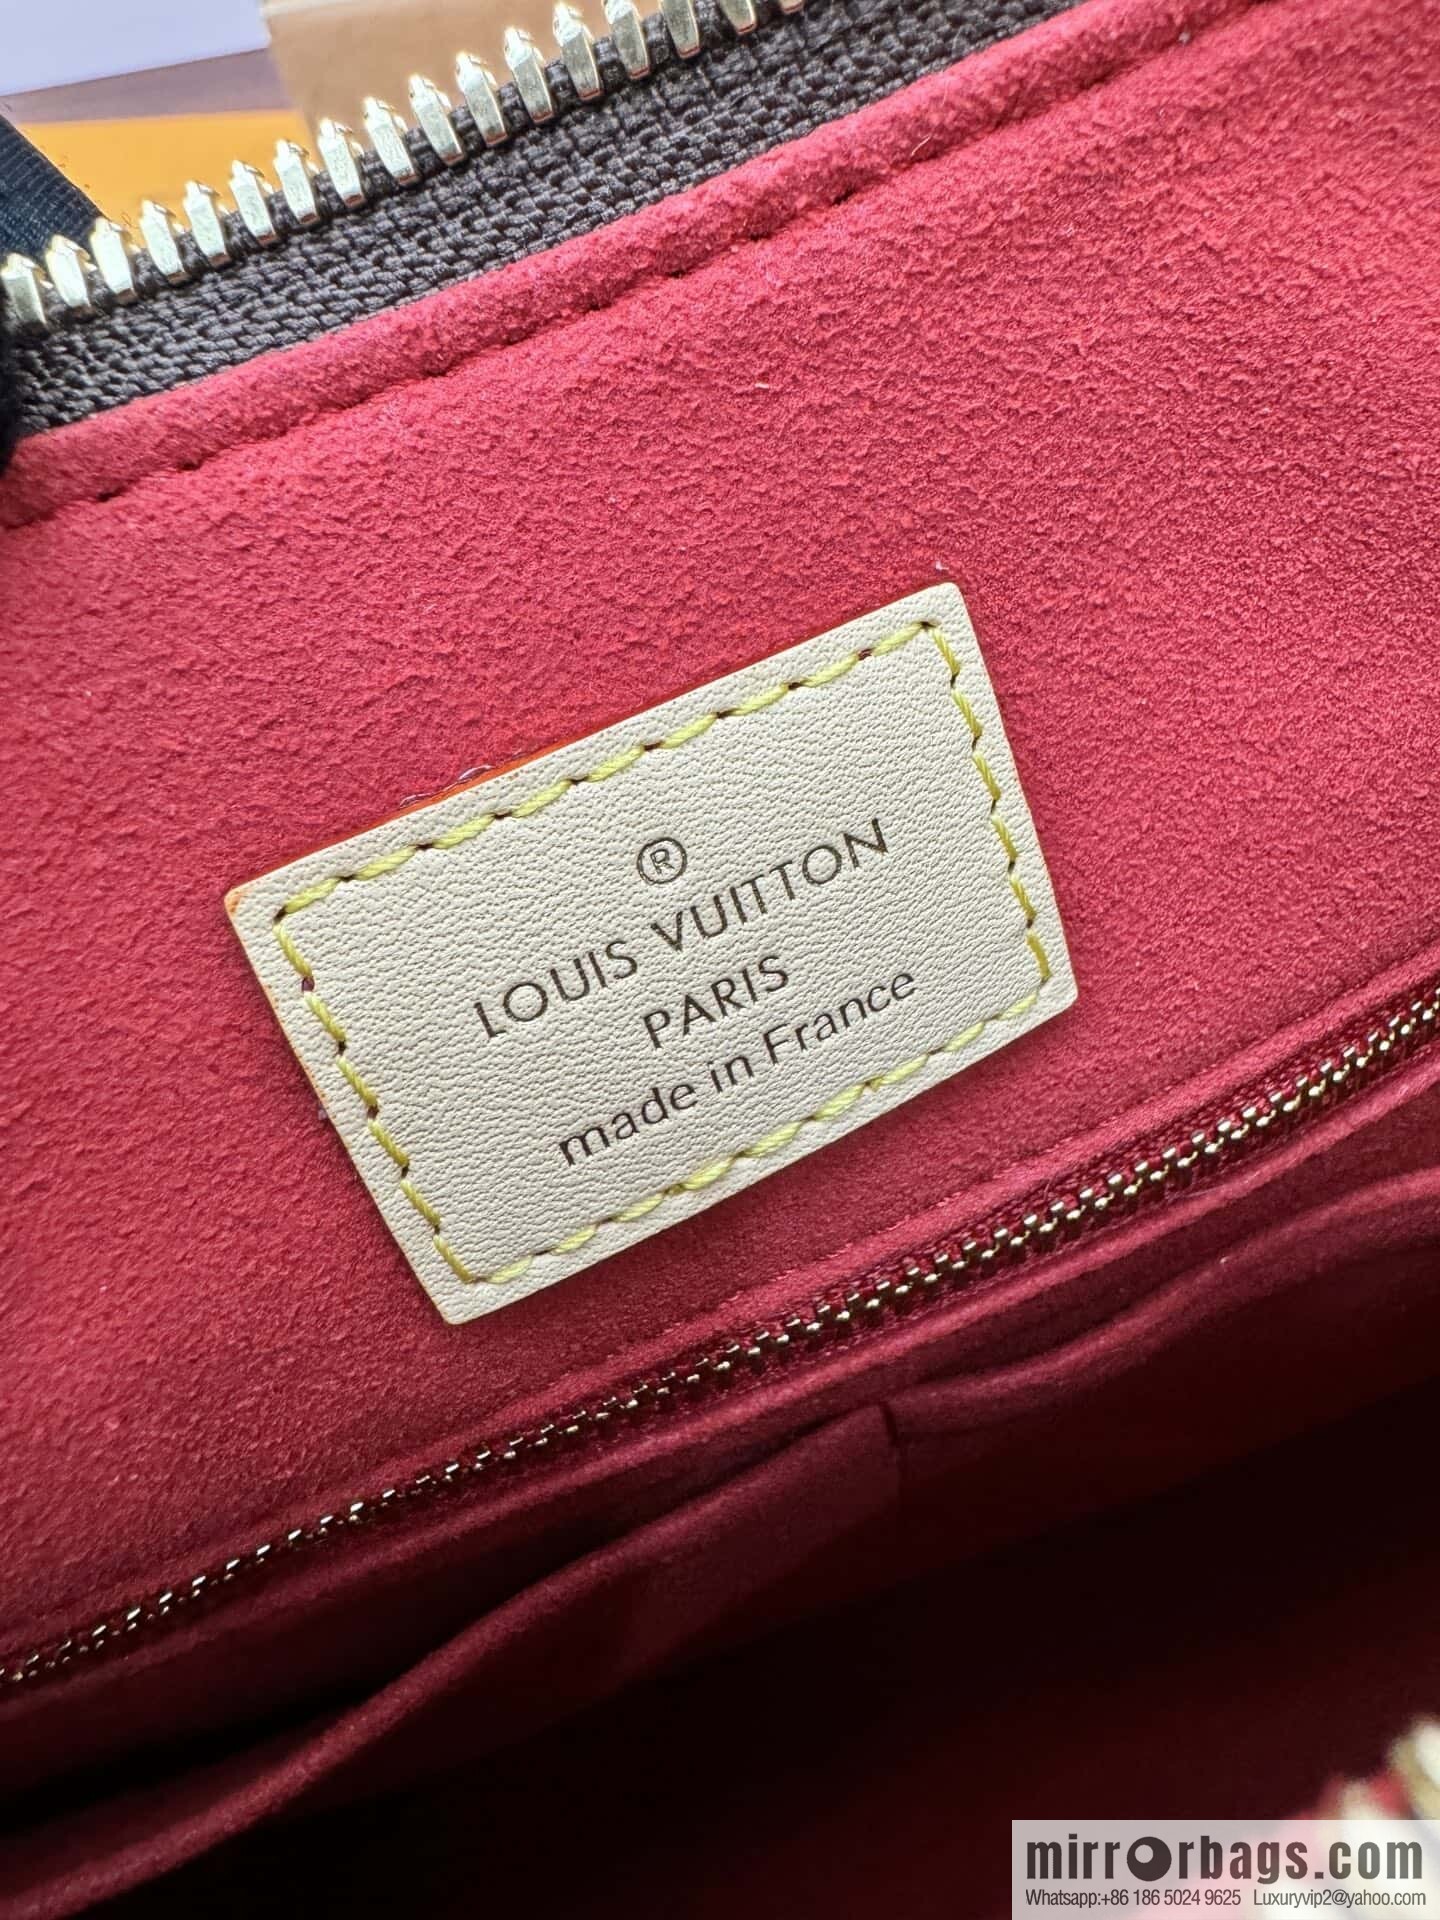 ®
LOUIS VUITTON
PARIS
made in France
mirrorbags.com
Whatsapp:+86 186 5024 9625 Luxuryvip2@yahoo.com